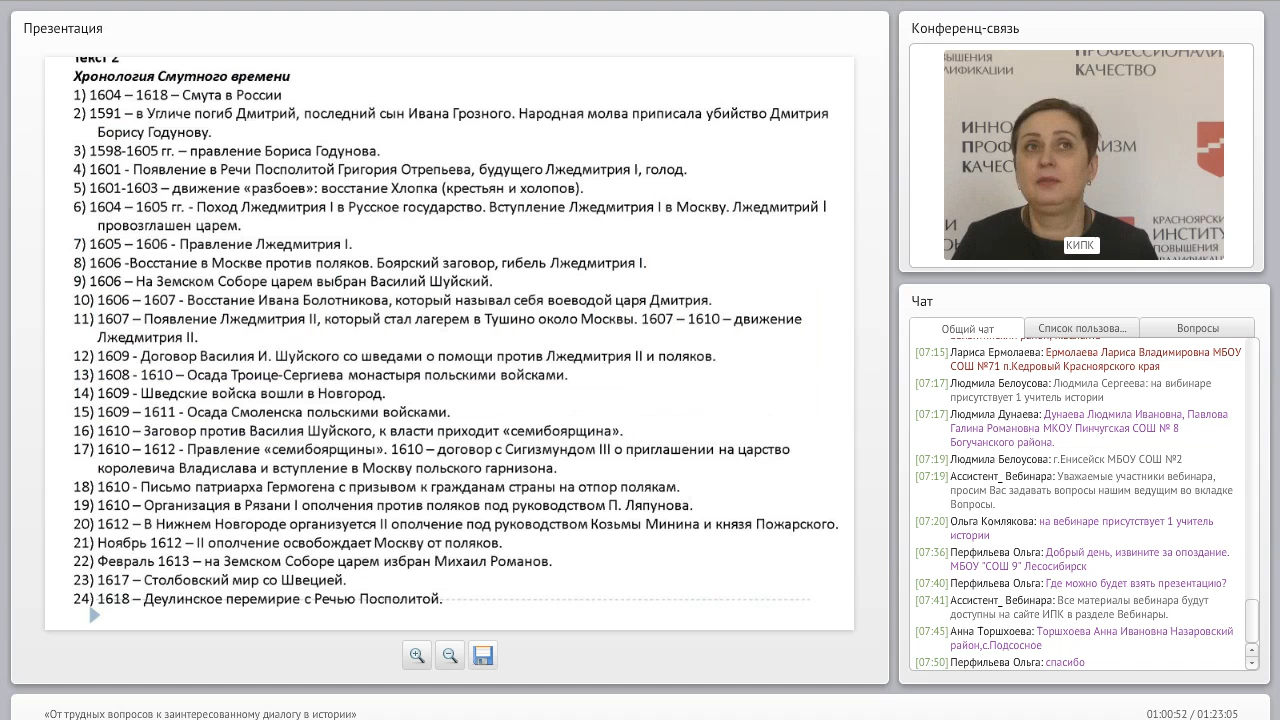 Презентация
Текст 2
Хронология Смутного времени
1) 1604 – 1618 – Смута в России
2) 1591 – в Угличе погиб Дмитрий, последний сын Ивана Грозного. Народная молва приписала убийство Дмитрия
Борису Годунову.
3) 1598-1605 гг. – правление Бориса Годунова.
4) 1601 - Появление в Речи Посполитой Григория Отрепьева, будущего Лжедмитрия I, голод.
5) 1601-1603 – движение «разбоев»: восстание Хлопка (крестьян и холопов).
6) 1604 – 1605 гг. - Поход Лжедмитрия I в Русское государство. Вступление Лжедмитрия I в Москву. Лжедмитрий I
провозглашен царем.
7) 1605 – 1606 - Правление Лжедмитрия I.
8) 1606 -Восстание в Москве против поляков. Боярский заговор, гибель Лжедмитрия I.
9) 1606 – На Земском Соборе царем выбран Василий Шуйский.
10) 1606 – 1607 - Восстание Ивана Болотникова, который называл себя воеводой царя Дмитрия.
11) 1607 – Появление Лжедмитрия II, который стал лагерем в Тушино около Москвы. 1607 – 1610 – движение
Лжедмитрия II.
12) 1609 - Договор Василия И. Шуйского со шведами о помощи против Лжедмитрия II и поляков.
13) 1608 - 1610 – Осада Троице-Сергиева монастыря польскими войсками.
14) 1609 - Шведские войска вошли в Новгород.
15) 1609 – 1611 - Осада Смоленска польскими войсками.
16) 1610 – Заговор против Василия Шуйского, к власти приходит «семибоярщина».
17) 1610 – 1612 - Правление «семибоярщины». 1610 – договор с Сигизмундом III о приглашении на царство
королевича Владислава и вступление в Москву польского гарнизона.
18) 1610 - Письмо патриарха Гермогена с призывом к гражданам страны на отпор полякам.
19) 1610 – Организация в Рязани I ополчения против поляков под руководством П. Ляпунова.
20) 1612 – В Нижнем Новгороде организуется II ополчение под руководством Козьмы Минина и князя Пожарского.
21) Ноябрь 1612 – II ополчение освобождает Москву от поляков.
22) Февраль 1613 – на Земском Соборе царем избран Михаил Романов.
23) 1617 – Столбовский мир со Швецией.
24) 1618 – Деулинское перемирие с Речью Посполитой.
Конференц-связь
КАЧЕСТВО
КИПК
Чат
Общий чат
Список пользова...
Вопросы
[07:15] Лариса Ермолаева: Ермолаева Лариса Владимировна МБОУ
СОШ №71 п.Кедровый Красноярского края
[07:17] Людмила Белоусова: Людмила Сергеева: на вибинаре
присутствует 1 учитель истории
[07:17] Людмила Дунаева: Дунаева Людмила Ивановна, Павлова
Галина Романовна МКОУ Пинчугская СОШ № 8
Богучанского района.
[07:19] Людмила Белоусова: г.Енисейск МБОУ СОШ №2
[07:19] Ассистент_ Вебинара: Уважаемые участники вебинара,
просим Вас задавать вопросы нашим ведущим во вкладке
Вопросы.
[07:20] Ольга Комлякова: на вебинаре присутствует 1 учитель
истории
[07:36] Перфильева Ольга: Добрый день, извините за опоздание.
МБОУ "СОШ 9" Лесосибирск
[07:40] Перфильева Ольга: Где можно будет взять презентацию?
[07:41] Ассистент_ Вебинара: Все материалы вебинара будут
доступны на сайте ИПК в разделе Вебинары.
[07:45] Анна Торшхоева: Торшхоева Анна Ивановна Назаровский
район,с.Подсосное
[07:50] Перфильева Ольга: спасибо
«От трудных вопросов к заинтересованному диалогу в истории»
01:00:52 / 01:23:05